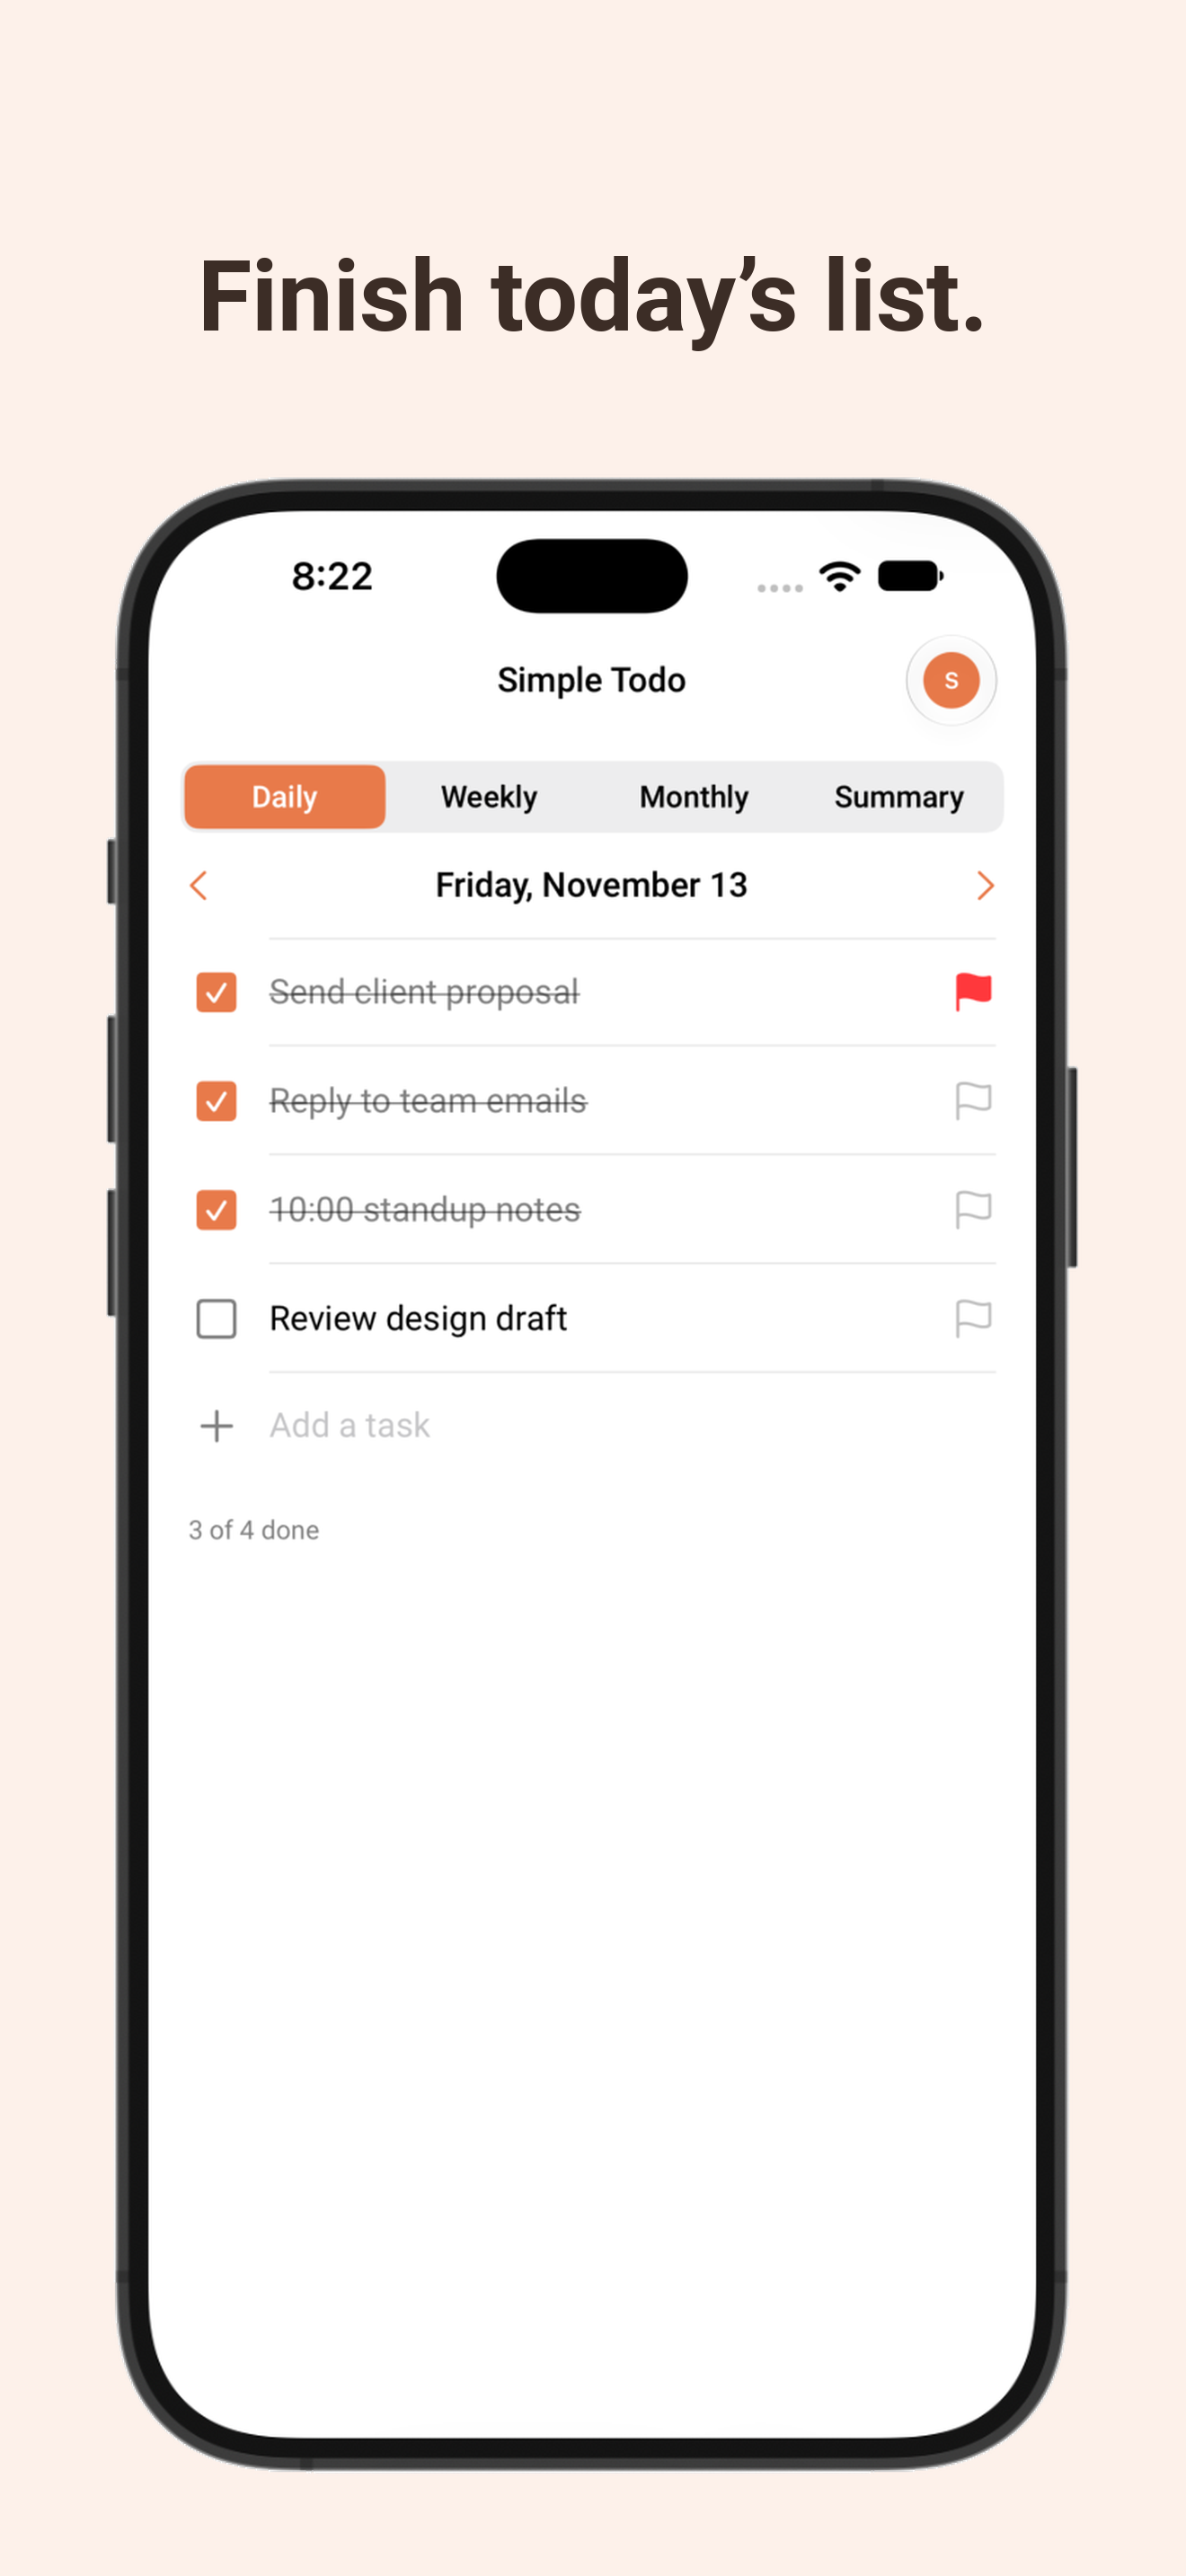 Finish today’s list.
8:22
Simple Todo
S
Daily Weekly Monthly Summary
Friday, November 13
Send client proposal
Reply to team emails
10:00 standup notes
Review design draft
Add a task
3 of 4 done